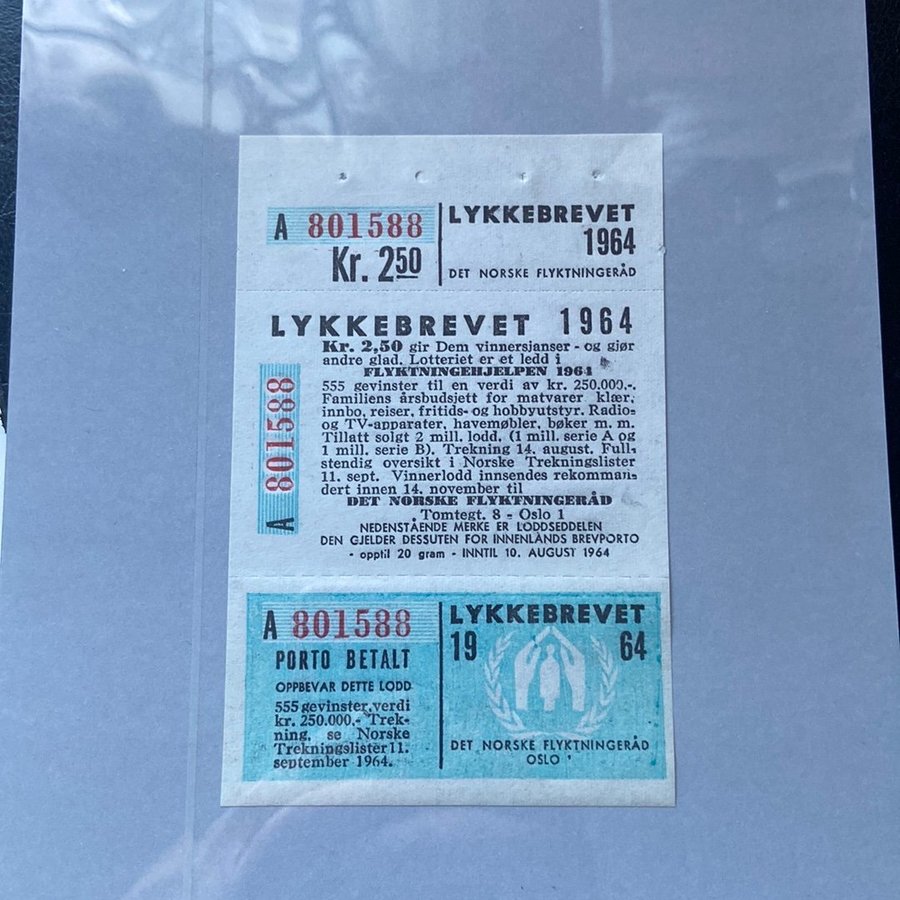 A 801588
Kr. 2,50
LYKKEBREVET
1964
DET NORSKE FLYKTNINGERÅD
LYKKEBREVET 1964
Kr. 2,50 gir Dem vinnersjanser - og gjør
andre glad. Lotteriet er et ledd i
FLYKTNINGEHJELPEN 1964
555 gevinster til en verdi av kr. 250.000,-.
Familiens årsbudsjett for matvarer klær,
innbo, reiser, fritids- og hobbyutstyr. Radio-
og TV-apparater, havemøbler, bøker m. m.
Tillatt solgt 2 mill. lodd. (1 mill. serie A og
1 mill. serie B). Trekning 14. august. Full-
stendig oversikt i Norske Trekningslister
11. sept. Vinnerlodd innsendes rekomman-
dert innen 14. november til
DET NORSKE FLYKTNINGERÅD
Tomtegt. 8 - Oslo 1
NEDENSTÅENDE MERKE ER LODDSEDDELEN
DEN GJELDER DESSUTEN FOR INNENLANDS BREVPORTO
- opptil 20 gram - INNTIL 10. AUGUST 1964
A 801588
A 801588
PORTO BETALT
OPPBEVAR DETTE LODD
555 gevinster, verdi
kr. 250.000,- Trek-
ning, se Norske
Trekningslister 11.
september 1964.
LYKKEBREVET
19 64
DET NORSKE FLYKTNINGERÅD
OSLO